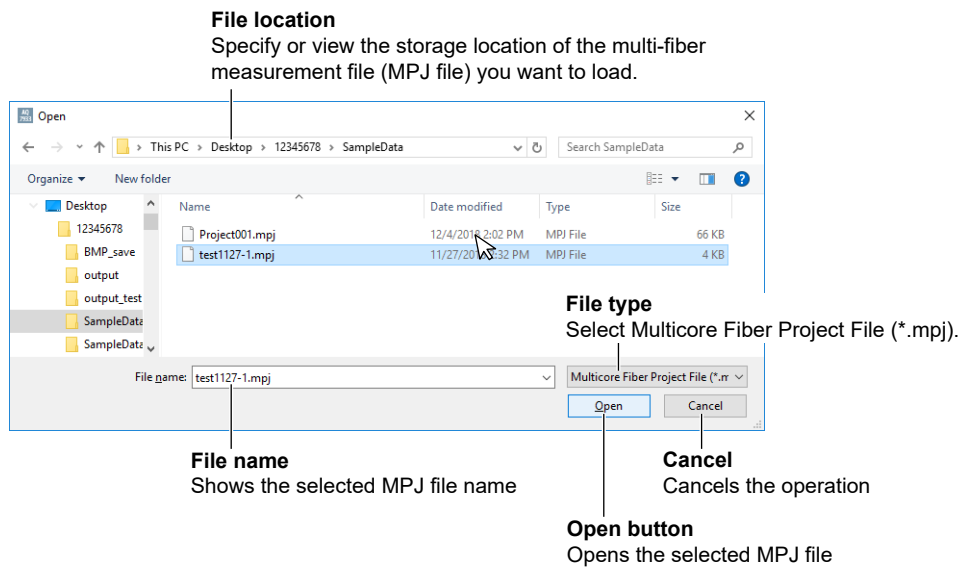 File location
Specify or view the storage location of the multi-fiber
measurement file (MPJ file) you want to load.
Open
This PC > Desktop > 12345678 > SampleData
Search SampleData
Organize
New folder
Name
Date modified
Type
Size
Desktop
12345678
BMP_save
output
output_test
SampleData
SampleData
Project001.mpj
12/4/2018 2:02 PM
MPJ File
66 KB
test1127-1.mpj
MPJ File
4 KB
File type
Select Multicore Fiber Project File (*.mpj).
File name:
test1127-1.mpj
Multicore Fiber Project File (*.m
Open
Cancel
File name
Shows the selected MPJ file name
Cancel
Cancels the operation
Open button
Opens the selected MPJ file